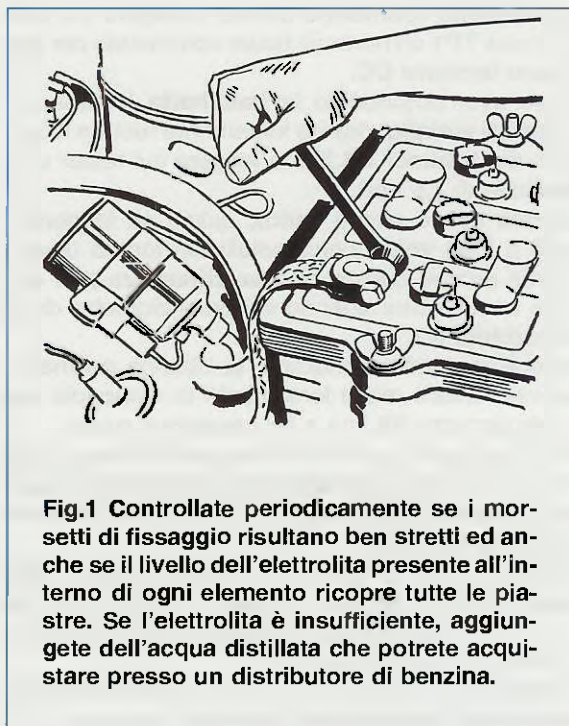 Fig.1 Controllate periodicamente se i mor-
setti di fissaggio risultano ben stretti ed an-
che se il livello dell'elettrolita presente all'in-
terno di ogni elemento ricopre tutte le pia-
stre. Se l'elettrolita è insufficiente, aggiun-
gete dell'acqua distillata che potrete acqui-
stare presso un distributore di benzina.